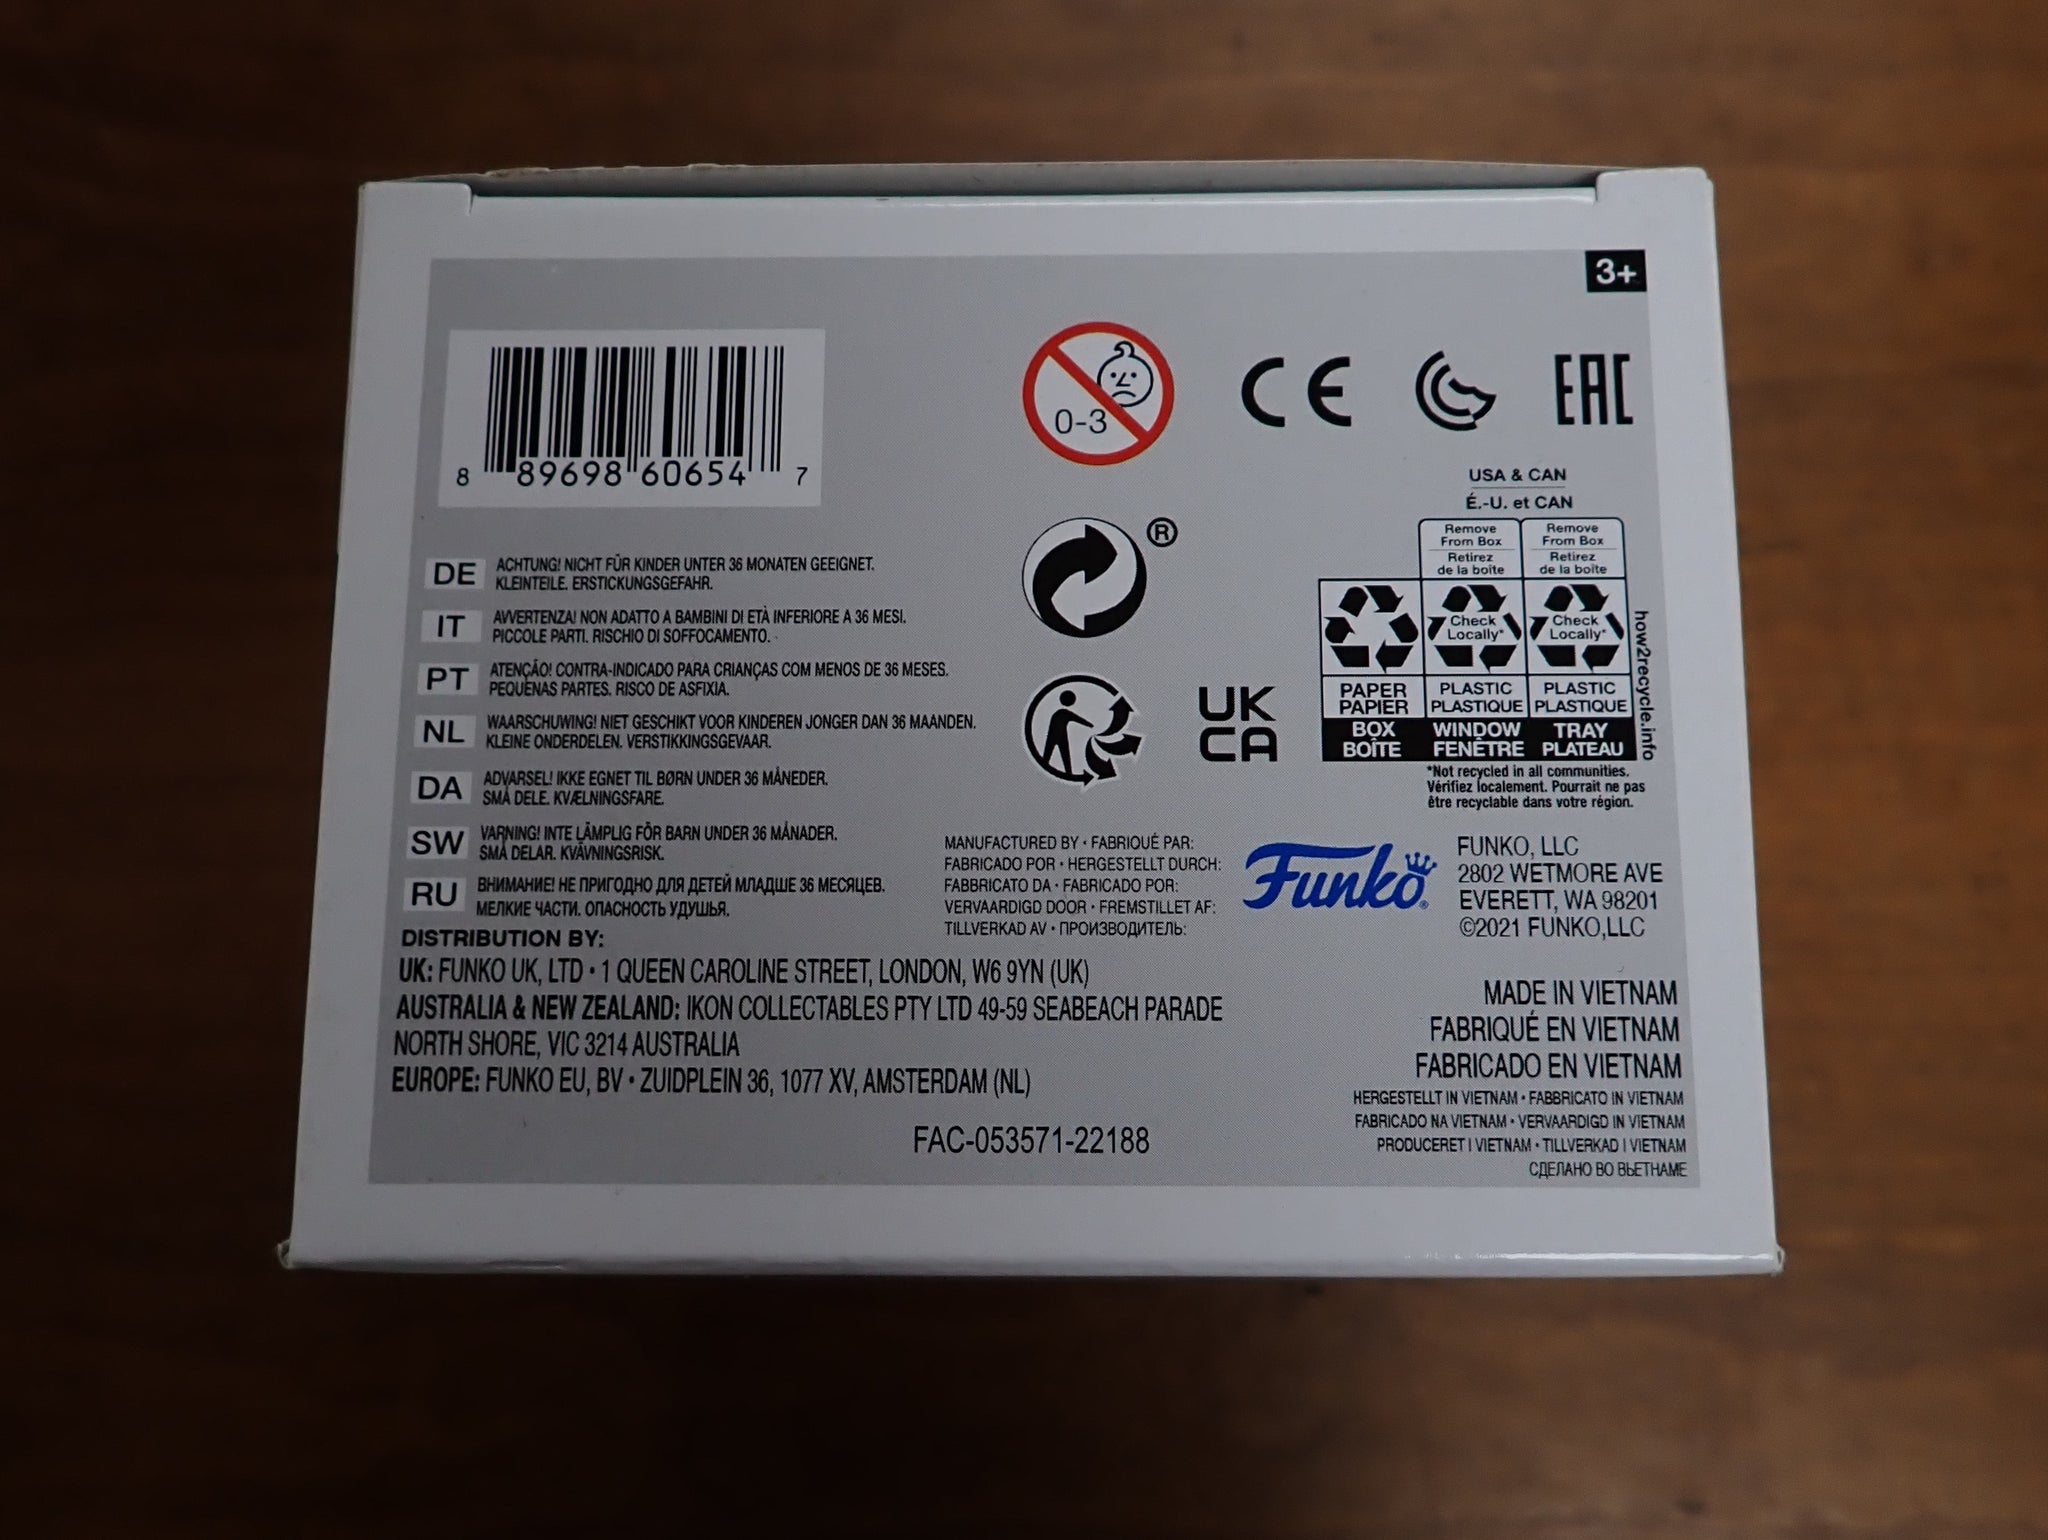 3+
8 89698 60654 7
0-3
CE
EAC
USA & CAN
É.-U. et CAN
Remove From Box
Retirez de la boîte
Remove From Box
Retirez de la boîte
Check Locally*
Check Locally*
PAPER PAPIER
PLASTIC PLASTIQUE
PLASTIC PLASTIQUE
BOX BOÎTE
WINDOW FENÊTRE
TRAY PLATEAU
how2recycle.info
*Not recycled in all communities.
Vérifiez localement. Pourrait ne pas
être recyclable dans votre région.
®
UK
CA
DE ACHTUNG! NICHT FÜR KINDER UNTER 36 MONATEN GEEIGNET.
KLEINTEILE. ERSTICKUNGSGEFAHR.
IT AVVERTENZA! NON ADATTO A BAMBINI DI ETÀ INFERIORE A 36 MESI.
PICCOLE PARTI. RISCHIO DI SOFFOCAMENTO.
PT ATENÇÃO! CONTRA-INDICADO PARA CRIANÇAS COM MENOS DE 36 MESES.
PEQUENAS PARTES. RISCO DE ASFIXIA.
NL WAARSCHUWING! NIET GESCHIKT VOOR KINDEREN JONGER DAN 36 MAANDEN.
KLEINE ONDERDELEN. VERSTIKKINGSGEVAAR.
DA ADVARSEL! IKKE EGNET TIL BØRN UNDER 36 MÅNEDER.
SMÅ DELE. KVÆLNINGSFARE.
SW VARNING! INTE LÄMPLIG FÖR BARN UNDER 36 MÅNADER.
SMÅ DELAR. KVÄVNINGSRISK.
RU ВНИМАНИЕ! НЕ ПРИГОДНО ДЛЯ ДЕТЕЙ МЛАДШЕ 36 МЕСЯЦЕВ.
МЕЛКИЕ ЧАСТИ. ОПАСНОСТЬ УДУШЬЯ.
MANUFACTURED BY • FABRIQUÉ PAR:
FABRICADO POR • HERGESTELLT DURCH:
FABBRICATO DA • FABRICADO POR:
VERVAARDIGD DOOR • FREMSTILLET AF:
TILLVERKAD AV • ПРОИЗВОДИТЕЛЬ:
Funko®
FUNKO, LLC
2802 WETMORE AVE
EVERETT, WA 98201
©2021 FUNKO,LLC
DISTRIBUTION BY:
UK: FUNKO UK, LTD • 1 QUEEN CAROLINE STREET, LONDON, W6 9YN (UK)
AUSTRALIA & NEW ZEALAND: IKON COLLECTABLES PTY LTD 49-59 SEABEACH PARADE
NORTH SHORE, VIC 3214 AUSTRALIA
EUROPE: FUNKO EU, BV • ZUIDPLEIN 36, 1077 XV, AMSTERDAM (NL)
MADE IN VIETNAM
FABRIQUÉ EN VIETNAM
FABRICADO EN VIETNAM
HERGESTELLT IN VIETNAM • FABBRICATO IN VIETNAM
FABRICADO NA VIETNAM • VERVAARDIGD IN VIETNAM
PRODUCERET I VIETNAM • TILLVERKAD I VIETNAM
СДЕЛАНО ВО ВЬЕТНАМЕ
FAC-053571-22188